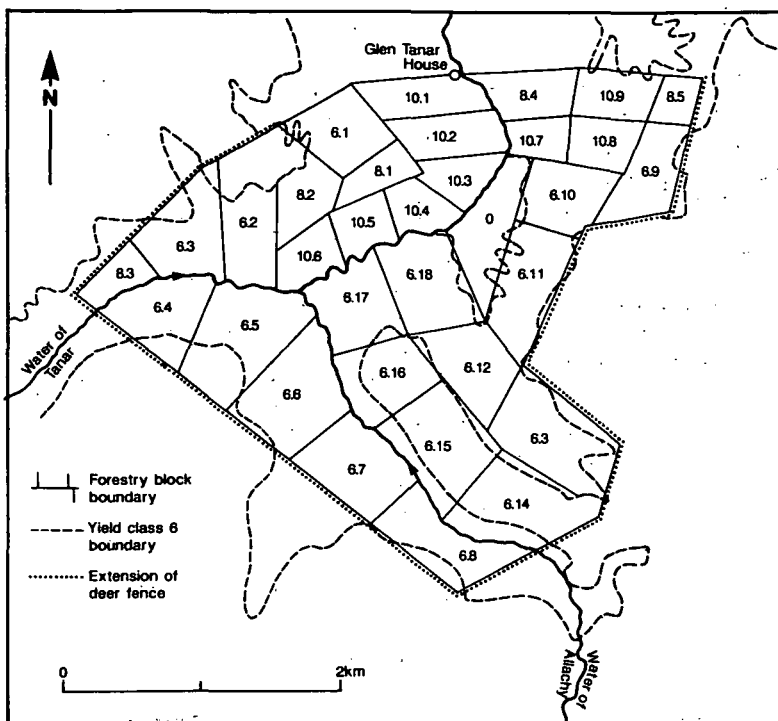 Glen Tanar
House
N
10.1
8.4
10.9
8.5
6.1
10.2
10.7
10.8
8.1
6.9
8.2
10.3
6.10
6.2
10.5
10.4
0
6.3
10.6
6.11
8.3
6.18
6.4
6.17
6.5
Water of
Tanar
6.16
6.12
6.6
6.3
6.15
6.7
6.14
6.8
Forestry block
boundary
Yield class 6
boundary
Extension of
deer fence
0
2km
Water of
Allachy